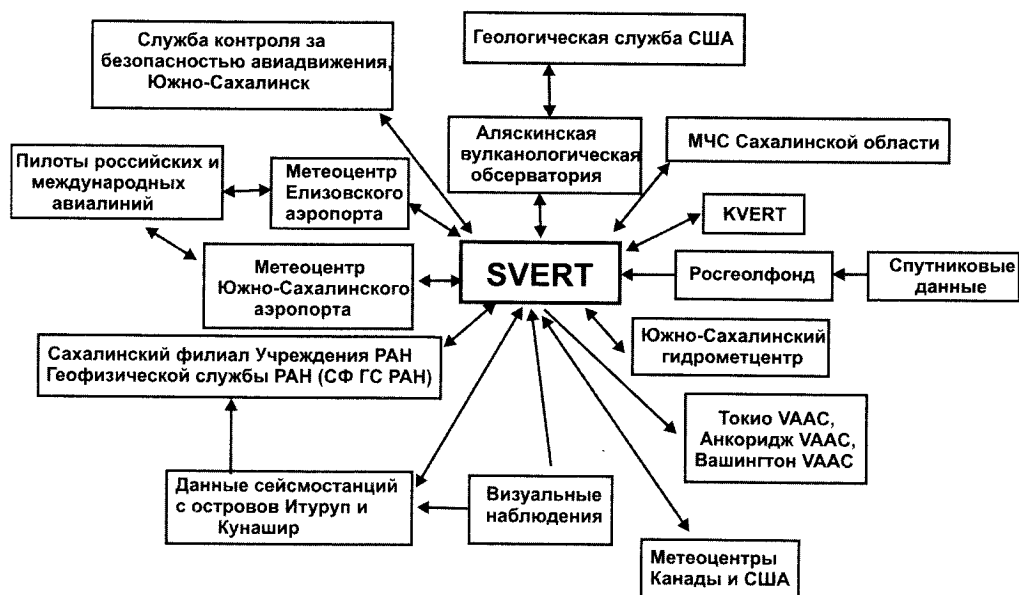 Служба контроля за
безопасностью авиадвижения,
Южно-Сахалинск
Геологическая служба США
Аляскинская
вулканологическая
обсерватория
МЧС Сахалинской области
Пилоты российских и
международных
авиалиний
Метеоцентр
Елизовского
аэропорта
KVERT
Метеоцентр
Южно-Сахалинского
аэропорта
SVERT
Росгеолфонд
Спутниковые
данные
Сахалинский филиал Учреждения РАН
Геофизической службы РАН (СФ ГС РАН)
Южно-Сахалинский
гидрометцентр
Токио VAAC,
Анкоридж VAAC,
Вашингтон VAAC
Данные сейсмостанций
с островов Итуруп и
Кунашир
Визуальные
наблюдения
Метеоцентры
Канады и США